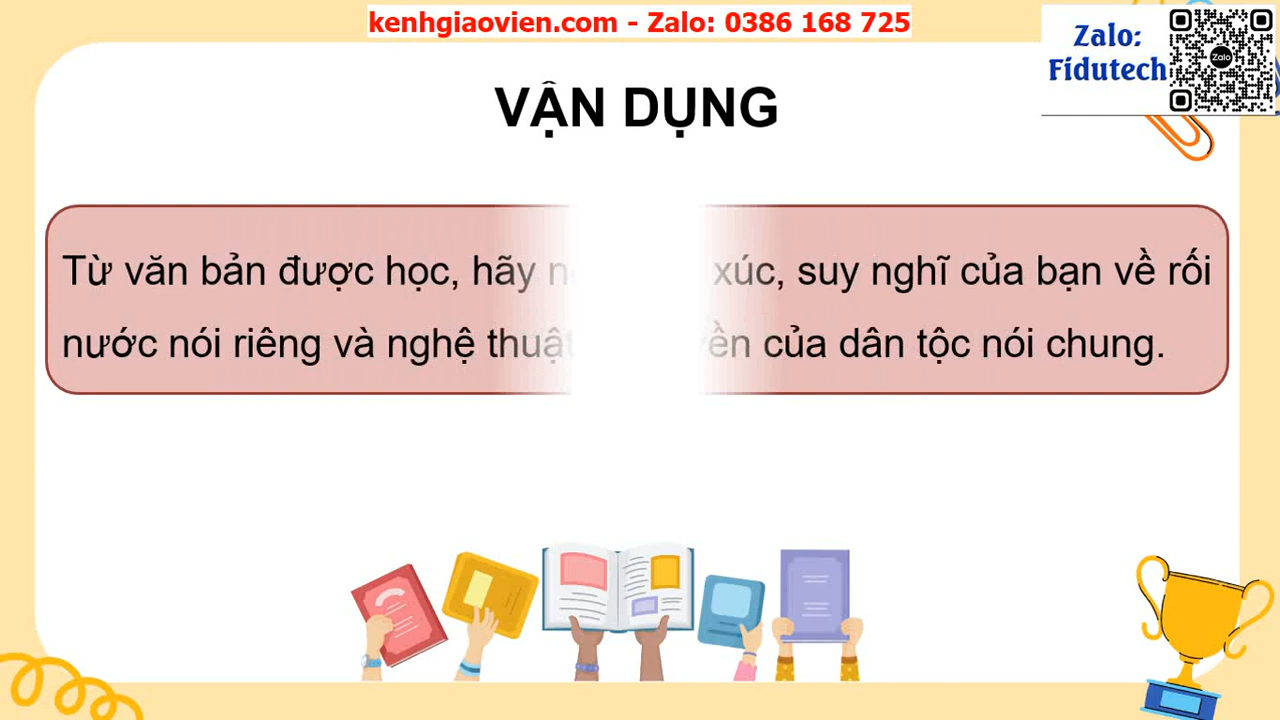 kenhgiaovien.com - Zalo: 0386 168 725
Zalo:
Fidutech
Zalo
VẬN DỤNG
Từ văn bản được học, hãy xúc, suy nghĩ của bạn về rối
nước nói riêng và nghệ thuật của dân tộc nói chung.